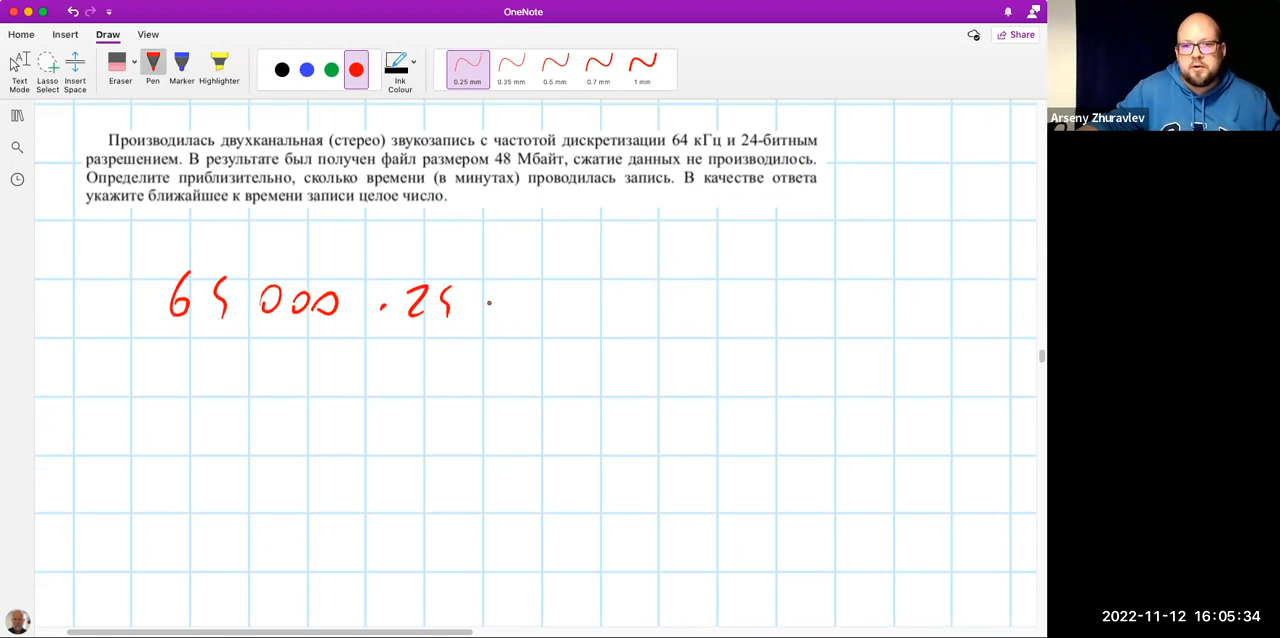 OneNote
Home Insert Draw View
Share
Text Mode
Lasso Select
Insert Space
Eraser
Pen
Marker
Highlighter
Ink Colour
0.25 mm
0.35 mm
0.5 mm
0.7 mm
1 mm
Arseny Zhuravlev
Производилась двухканальная (стерео) звукозапись с частотой дискретизации 64 кГц и 24-битным
разрешением. В результате был получен файл размером 48 Мбайт, сжатие данных не производилось.
Определите приблизительно, сколько времени (в минутах) проводилась запись. В качестве ответа
укажите ближайшее к времени записи целое число.
64 000 · 24
2022-11-12 16:05:34